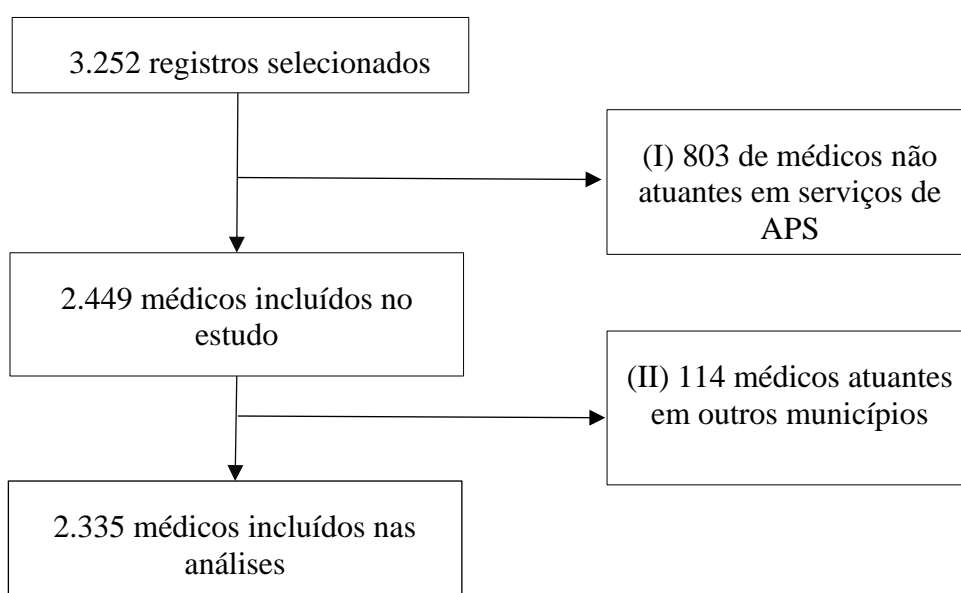 3.252 registros selecionados
(I) 803 de médicos não
atuantes em serviços de
APS
2.449 médicos incluídos no
estudo
(II) 114 médicos atuantes
em outros municípios
2.335 médicos incluídos nas
análises